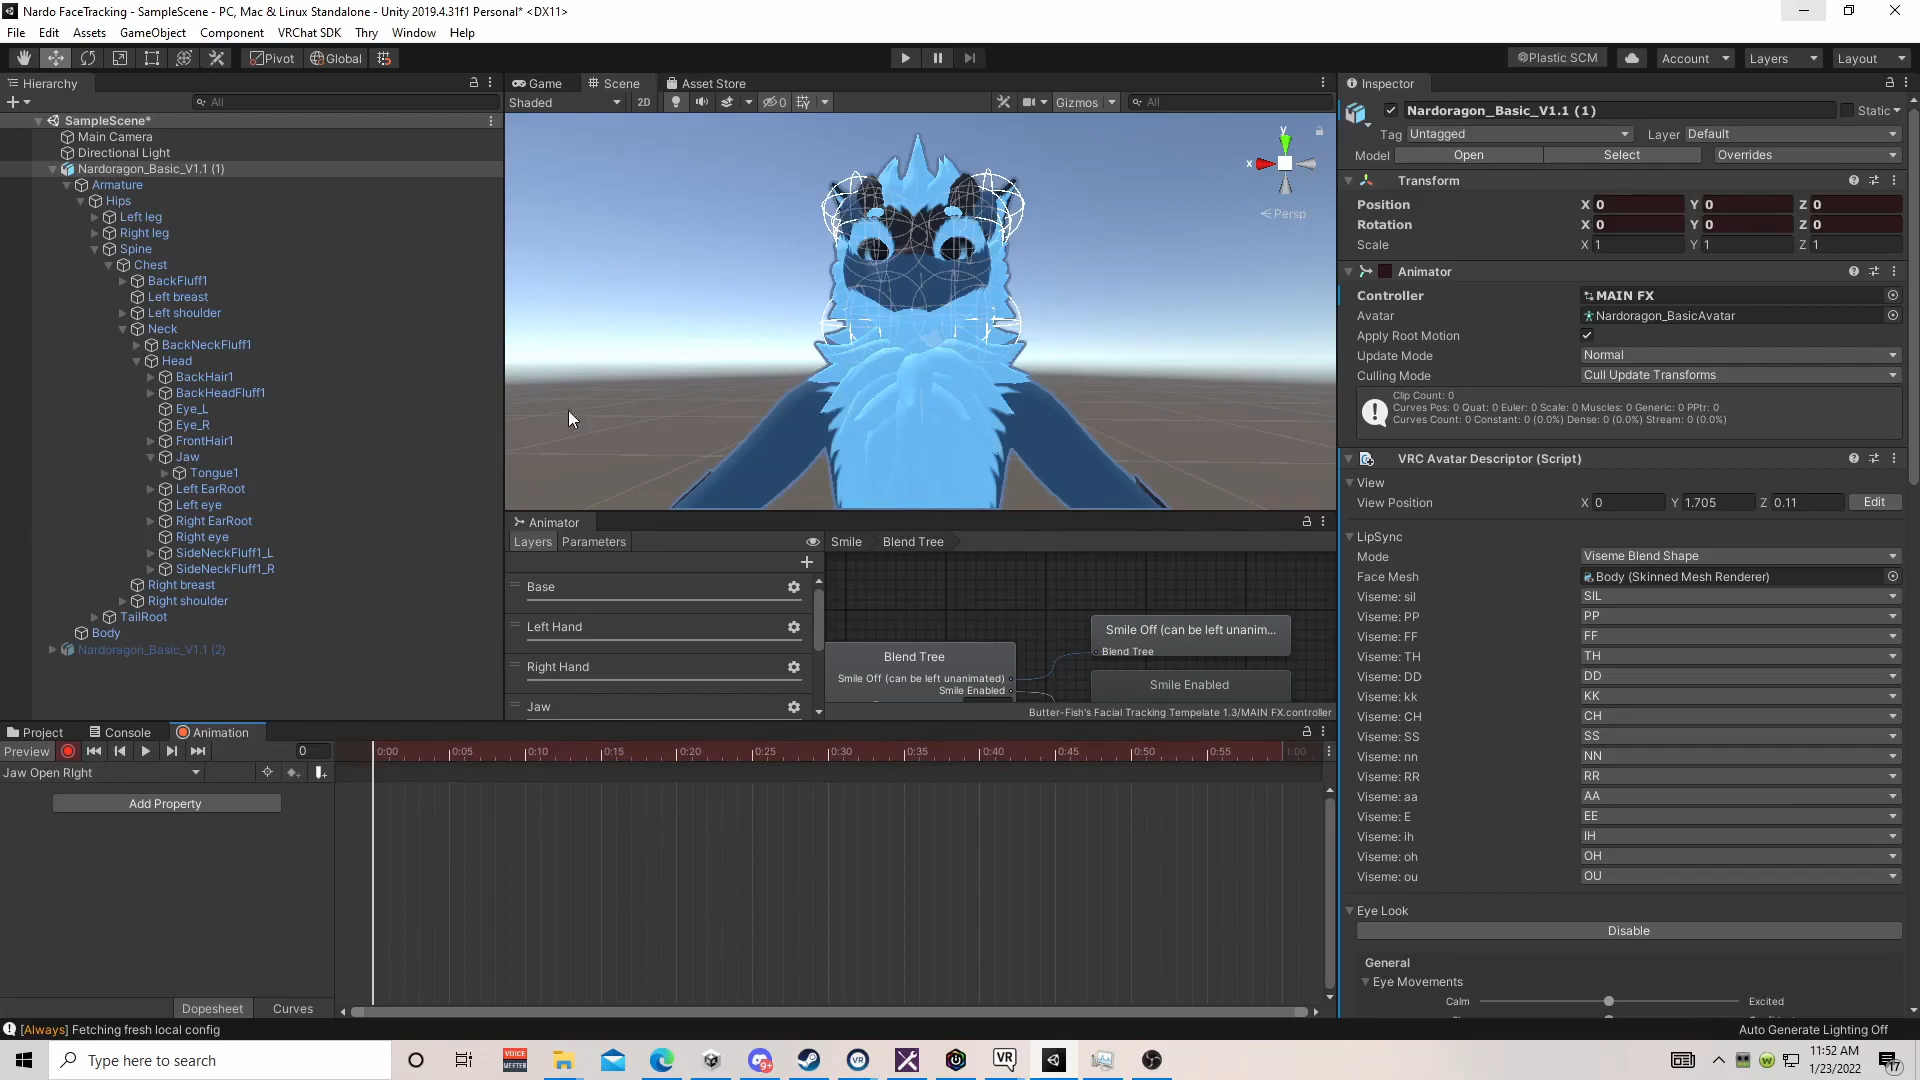 Nardo FaceTracking - SampleScene - PC, Mac & Linux Standalone - Unity 2019.4.31f1 Personal* <DX11>
File Edit Assets GameObject Component VRChat SDK Thry Window Help
Pivot Global Plastic SCM Account Layers Layout
Hierarchy
All
SampleScene*
Main Camera
Directional Light
Nardoragon_Basic_V1.1 (1)
Armature
Hips
Left leg
Right leg
Spine
Chest
BackFluff1
Left breast
Left shoulder
Neck
BackNeckFluff1
Head
BackHair1
BackHeadFluff1
Eye_L
Eye_R
FrontHair1
Jaw
Tongue1
Left EarRoot
Left eye
Right EarRoot
Right eye
SideNeckFluff1_L
SideNeckFluff1_R
Right breast
Right shoulder
TailRoot
Body
Nardoragon_Basic_V1.1 (2)
Game Scene Asset Store
Shaded 2D 0 Gizmos All
y
x
Persp
Animator
Layers Parameters Smile Blend Tree
Base
Left Hand
Right Hand
Jaw
Blend Tree
Smile Off (can be left unanimated)
Smile Enabled
Smile Off (can be left unanim...
Blend Tree
Smile Enabled
Butter-Fish's Facial Tracking Tempelate 1.3/MAIN FX.controller
Project Console Animation
Preview 0 0:00 0:05 0:10 0:15 0:20 0:25 0:30 0:35 0:40 0:45 0:50 0:55 1:00
Jaw Open RIght
Add Property
Dopesheet Curves
Inspector
Nardoragon_Basic_V1.1 (1) Static
Tag Untagged Layer Default
Model Open Select Overrides
Transform
Position X 0 Y 0 Z 0
Rotation X 0 Y 0 Z 0
Scale X 1 Y 1 Z 1
Animator
Controller MAIN FX
Avatar Nardoragon_BasicAvatar
Apply Root Motion
Update Mode Normal
Culling Mode Cull Update Transforms
Clip Count: 0
Curves Pos: 0 Quat: 0 Euler: 0 Scale: 0 Muscles: 0 Generic: 0 PPtr: 0
Curves Count: 0 Constant: 0 (0.0%) Dense: 0 (0.0%) Stream: 0 (0.0%)
VRC Avatar Descriptor (Script)
View
View Position X 0 Y 1.705 Z 0.11 Edit
LipSync
Mode Viseme Blend Shape
Face Mesh Body (Skinned Mesh Renderer)
Viseme: sil SIL
Viseme: PP PP
Viseme: FF FF
Viseme: TH TH
Viseme: DD DD
Viseme: kk KK
Viseme: CH CH
Viseme: SS SS
Viseme: nn NN
Viseme: RR RR
Viseme: aa AA
Viseme: E EE
Viseme: ih IH
Viseme: oh OH
Viseme: ou OU
Eye Look
Disable
General
Eye Movements
Calm Excited
[Always] Fetching fresh local config
Auto Generate Lighting Off
Type here to search
VOICE MEETER
9+
VR
VR
11:52 AM
1/23/2022
17